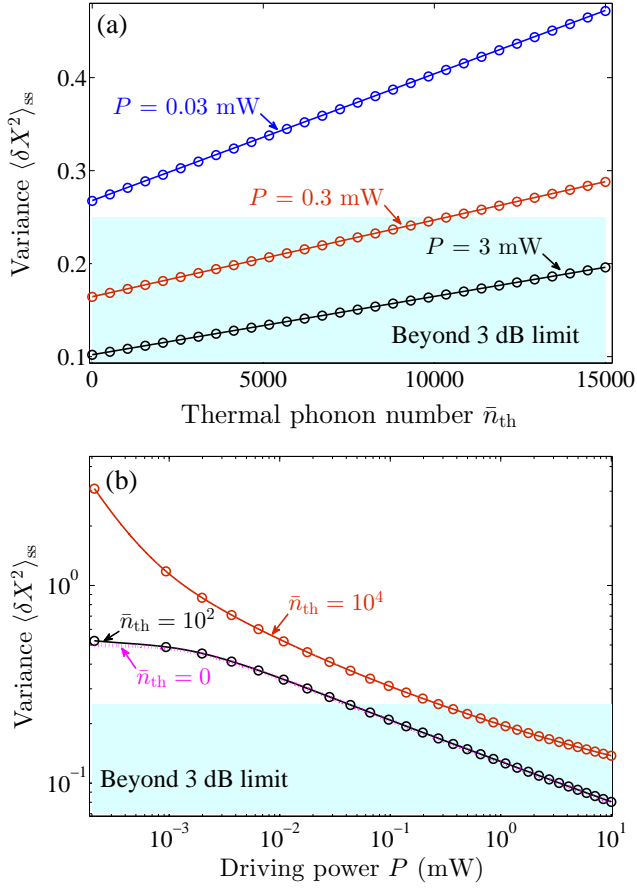 (a)
0.4
0.3
0.2
0.1
Variance ⟨δX²⟩ss
P = 0.03 mW
P = 0.3 mW
P = 3 mW
Beyond 3 dB limit
0 5000 10000 15000
Thermal phonon number n̄th
(b)
10⁰
10⁻¹
Variance ⟨δX²⟩ss
n̄th = 10⁴
n̄th = 10²
n̄th = 0
Beyond 3 dB limit
10⁻³ 10⁻² 10⁻¹ 10⁰ 10¹
Driving power P (mW)